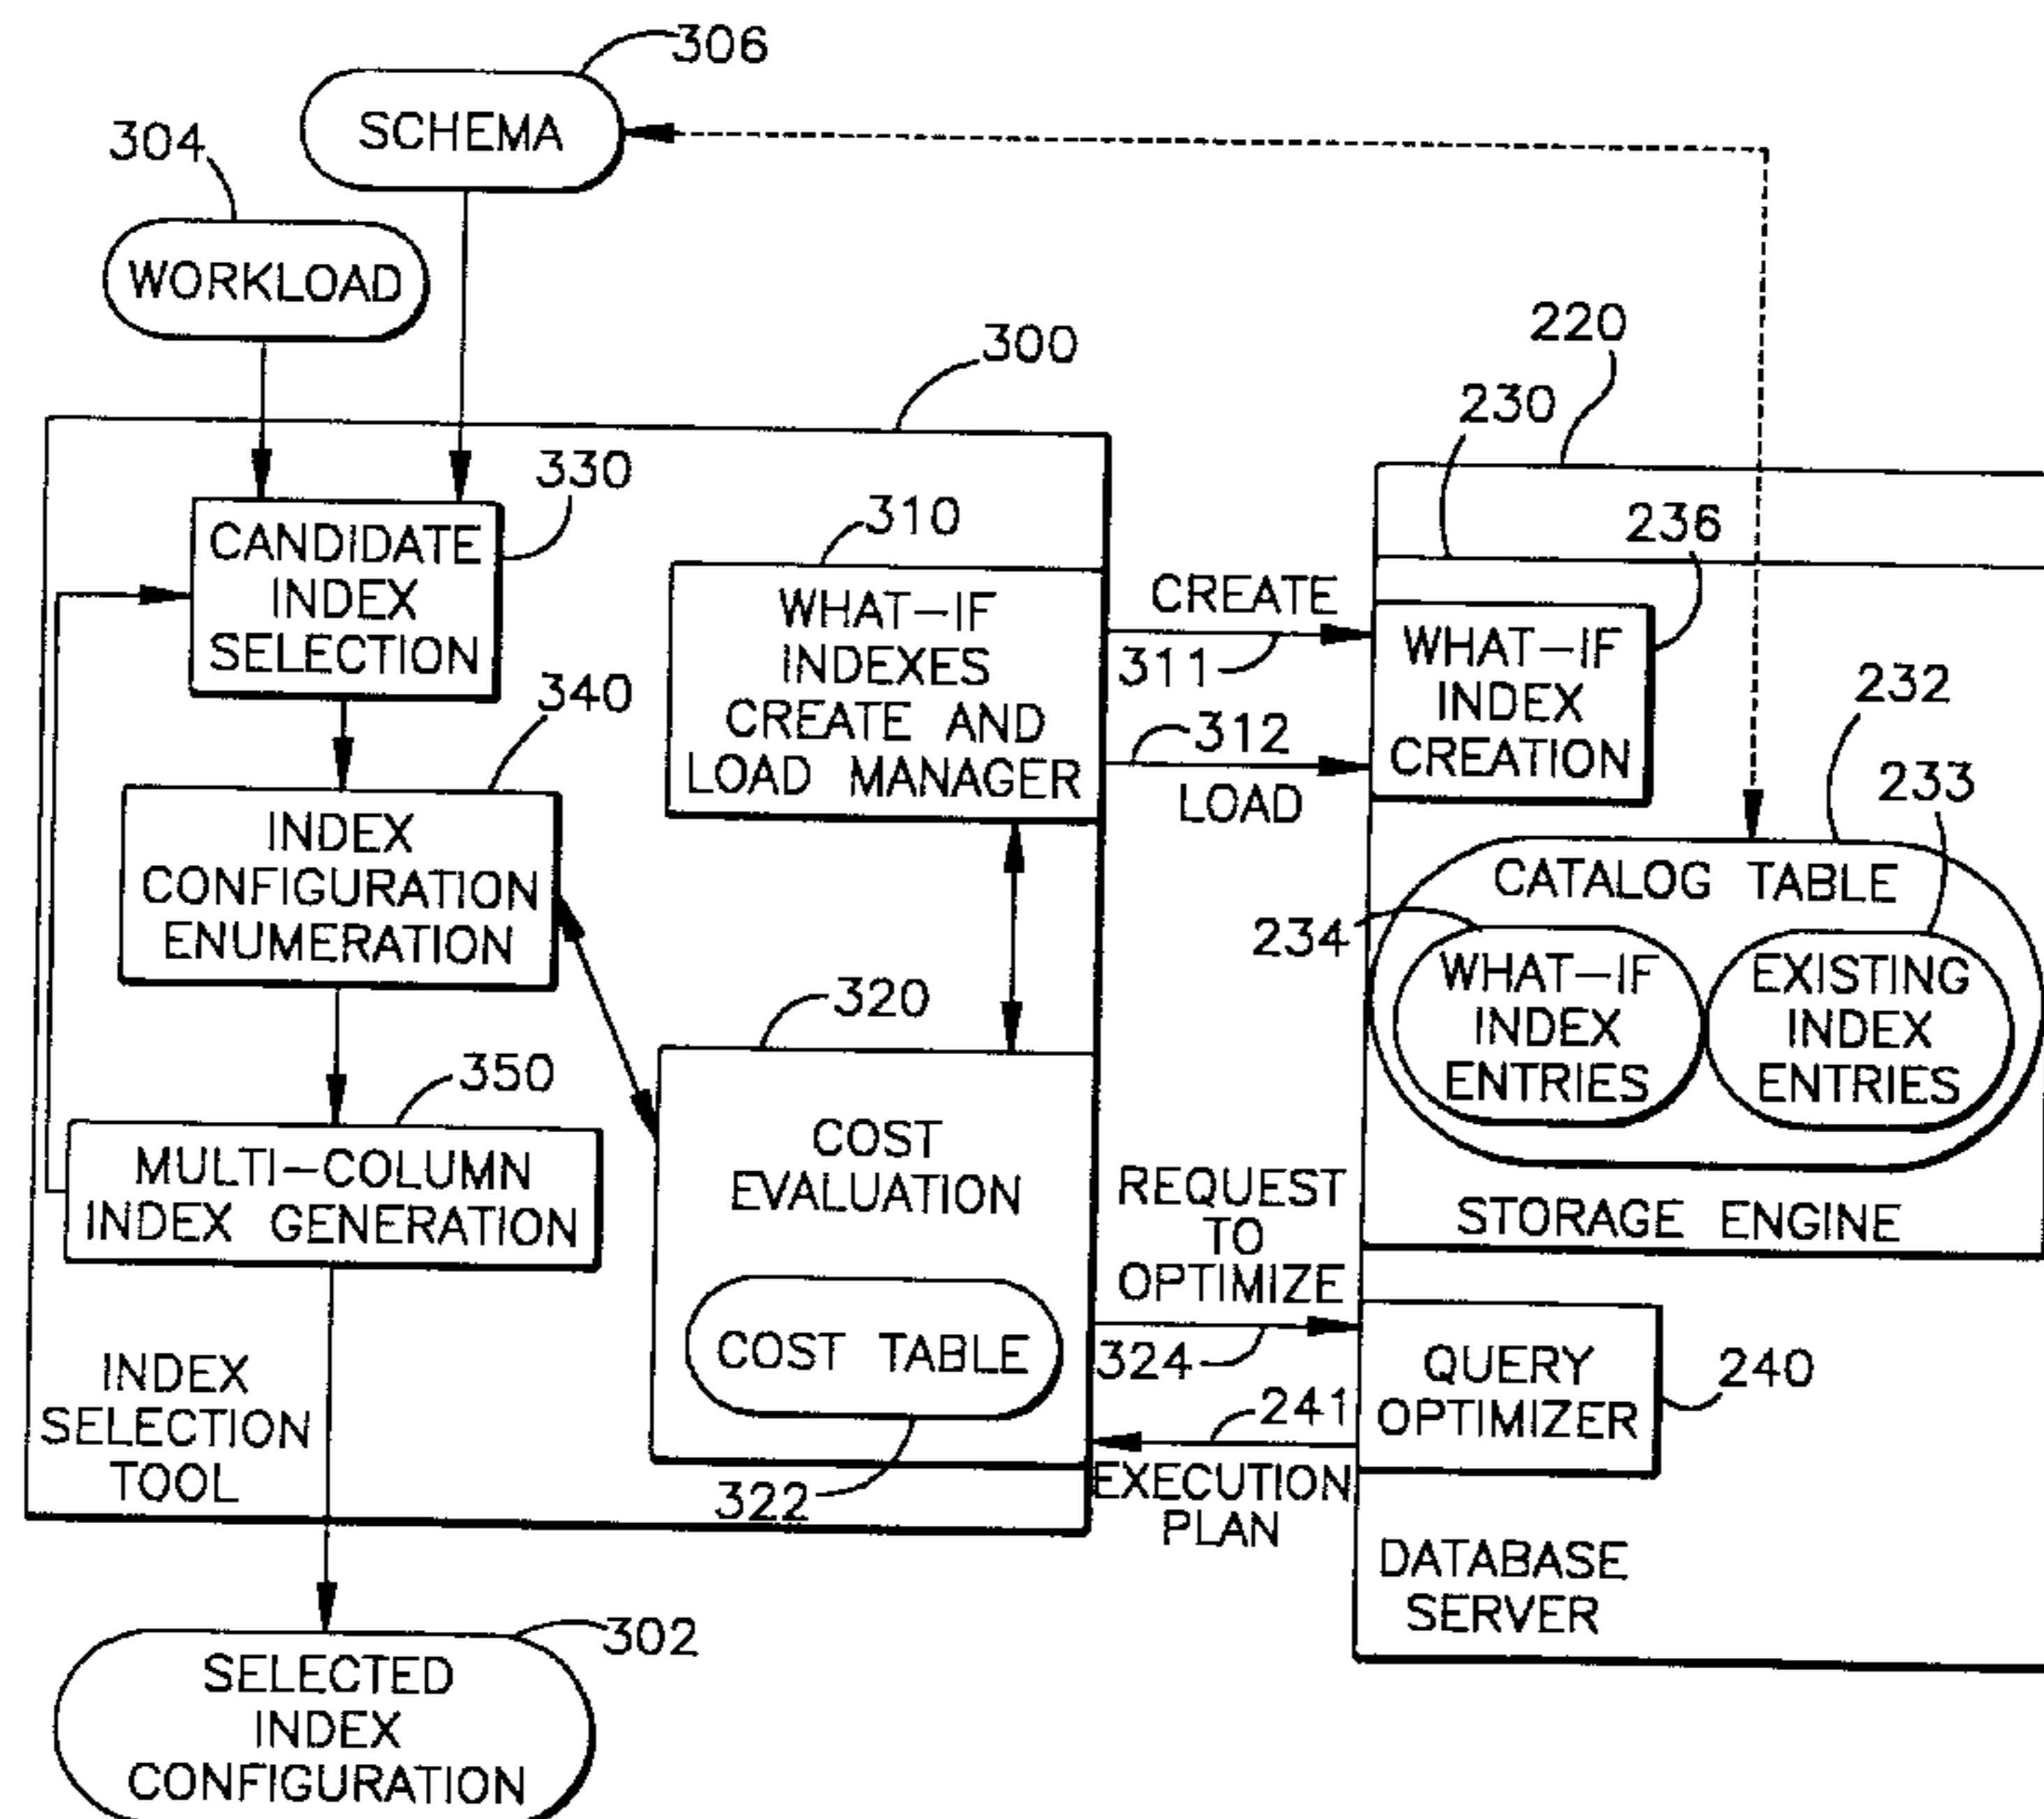 306
SCHEMA
304
WORKLOAD
300
220
230
330
CANDIDATE
INDEX
SELECTION
310
WHAT-IF
INDEXES
CREATE AND
LOAD MANAGER
CREATE
311
312
LOAD
236
WHAT-IF
INDEX
CREATION
232
233
CATALOG TABLE
234
WHAT-IF
INDEX
ENTRIES
EXISTING
INDEX
ENTRIES
STORAGE ENGINE
340
INDEX
CONFIGURATION
ENUMERATION
320
COST
EVALUATION
COST TABLE
322
350
MULTI-COLUMN
INDEX GENERATION
REQUEST
TO
OPTIMIZE
324
QUERY
OPTIMIZER
240
241
EXECUTION
PLAN
DATABASE
SERVER
INDEX
SELECTION
TOOL
302
SELECTED
INDEX
CONFIGURATION